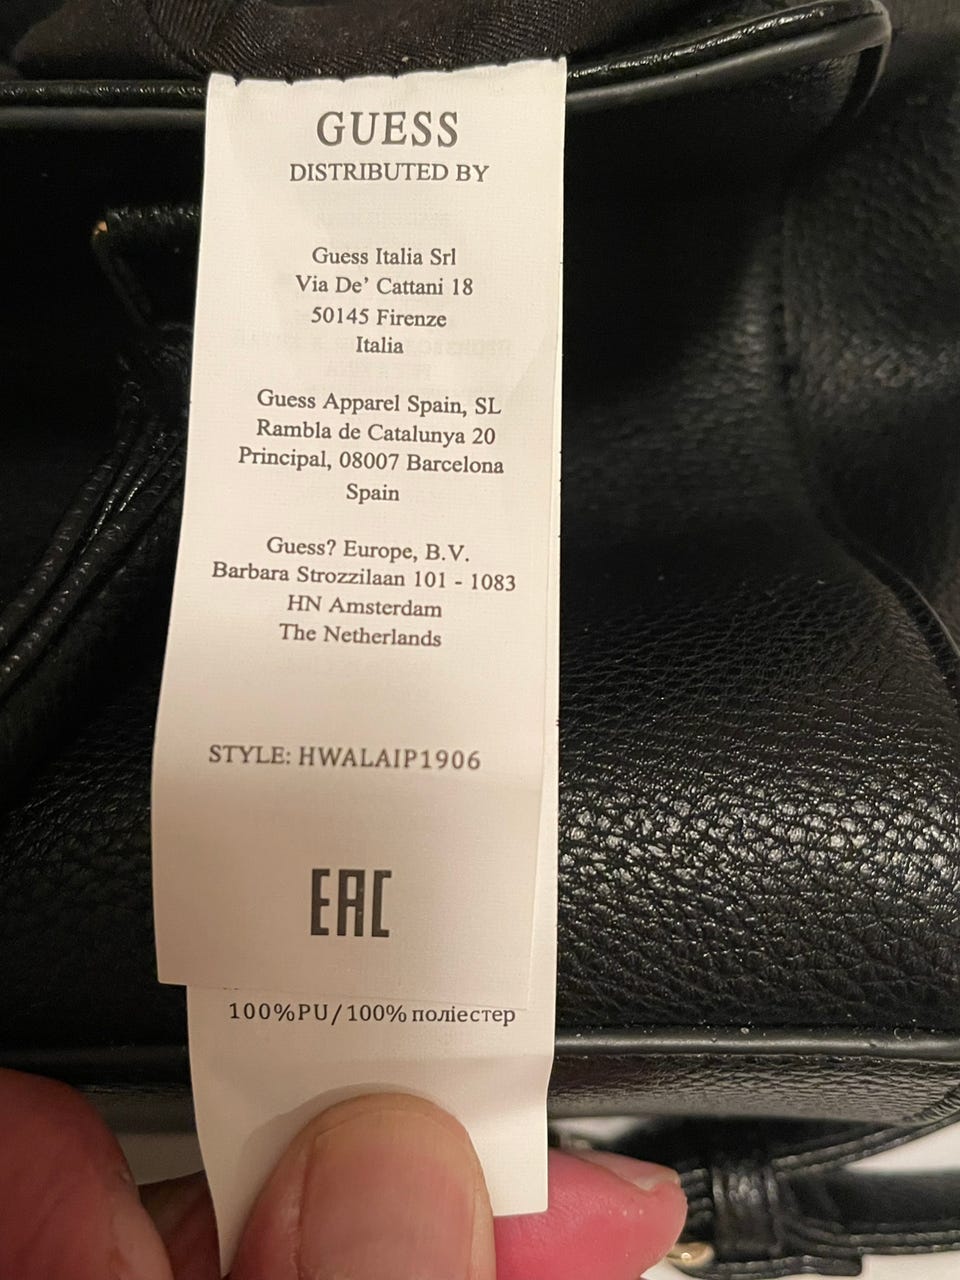 GUESS
DISTRIBUTED BY
Guess Italia Srl
Via De’ Cattani 18
50145 Firenze
Italia
Guess Apparel Spain, SL
Rambla de Catalunya 20
Principal, 08007 Barcelona
Spain
Guess? Europe, B.V.
Barbara Strozzilaan 101 - 1083
HN Amsterdam
The Netherlands
STYLE: HWALAIP1906
EAC
100%PU/100% поліестер